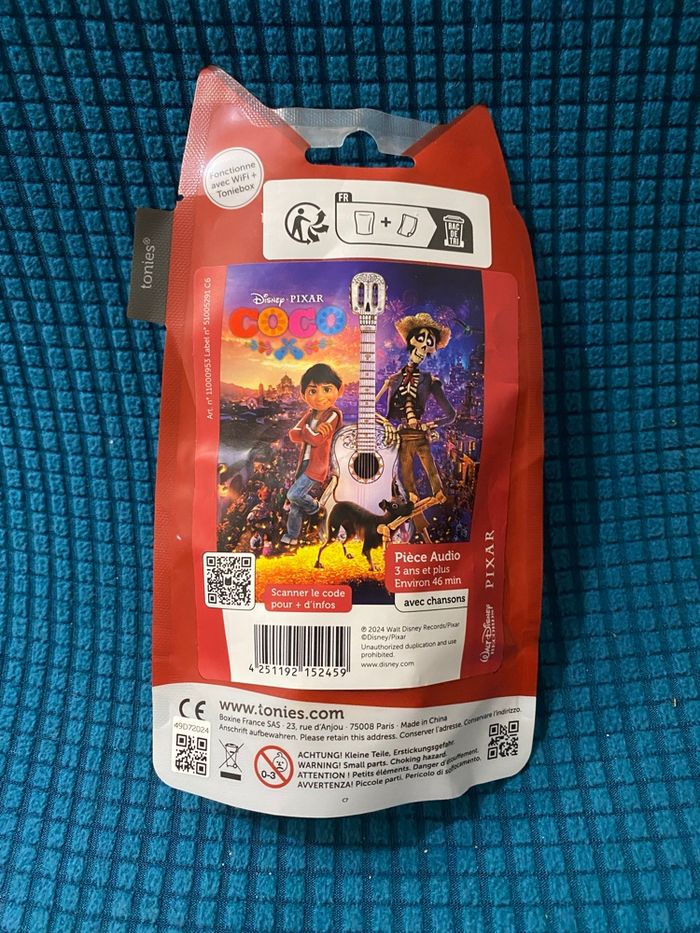 Fonctionne
avec WiFi +
Toniebox
FR
+
BAC
DE
TRI
tonies®
Art. n° 11000953 Label n° 51005291 C6
Disney • PIXAR
COCO
Pièce Audio
3 ans et plus
Environ 46 min
avec chansons
Scanner le code
pour + d'infos
PIXAR
WALT DISNEY
RECORDS
℗ 2024 Walt Disney Records/Pixar
©Disney/Pixar
Unauthorized duplication and use
prohibited.
www.disney.com
4 251192 152459
CE
www.tonies.com
Boxine France SAS · 23, rue d'Anjou · 75008 Paris · Made in China
Anschrift aufbewahren. Please retain this address. Conserver l'adresse. Conservare l'indirizzo.
49D72024
0-3
ACHTUNG! Kleine Teile. Erstickungsgefahr.
WARNING! Small parts. Choking hazard.
ATTENTION ! Petits éléments. Danger d'étouffement.
AVVERTENZA! Piccole parti. Pericolo di soffocamento.
C7